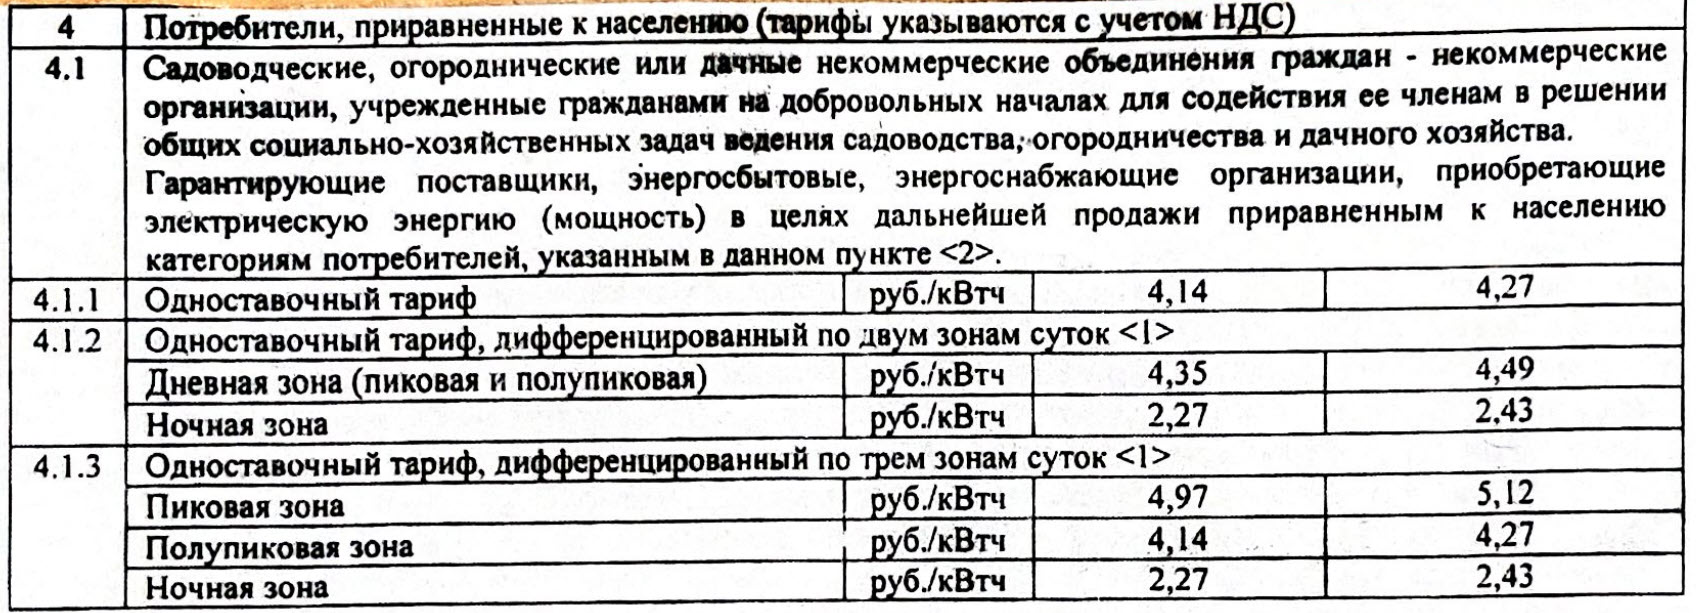 4 Потребители, приравненные к населению (тарифы указываются с учетом НДС)
4.1 Садоводческие, огороднические или дачные некоммерческие объединения граждан - некоммерческие
организации, учрежденные гражданами на добровольных началах для содействия ее членам в решении
общих социально-хозяйственных задач ведения садоводства, огородничества и дачного хозяйства.
Гарантирующие поставщики, энергосбытовые, энергоснабжающие организации, приобретающие
электрическую энергию (мощность) в целях дальнейшей продажи приравненным к населению
категориям потребителей, указанным в данном пункте <2>.
4.1.1 Одноставочный тариф руб./кВтч 4,14 4,27
4.1.2 Одноставочный тариф, дифференцированный по двум зонам суток <1>
Дневная зона (пиковая и полупиковая) руб./кВтч 4,35 4,49
Ночная зона руб./кВтч 2,27 2,43
4.1.3 Одноставочный тариф, дифференцированный по трем зонам суток <1>
Пиковая зона руб./кВтч 4,97 5,12
Полупиковая зона руб./кВтч 4,14 4,27
Ночная зона руб./кВтч 2,27 2,43